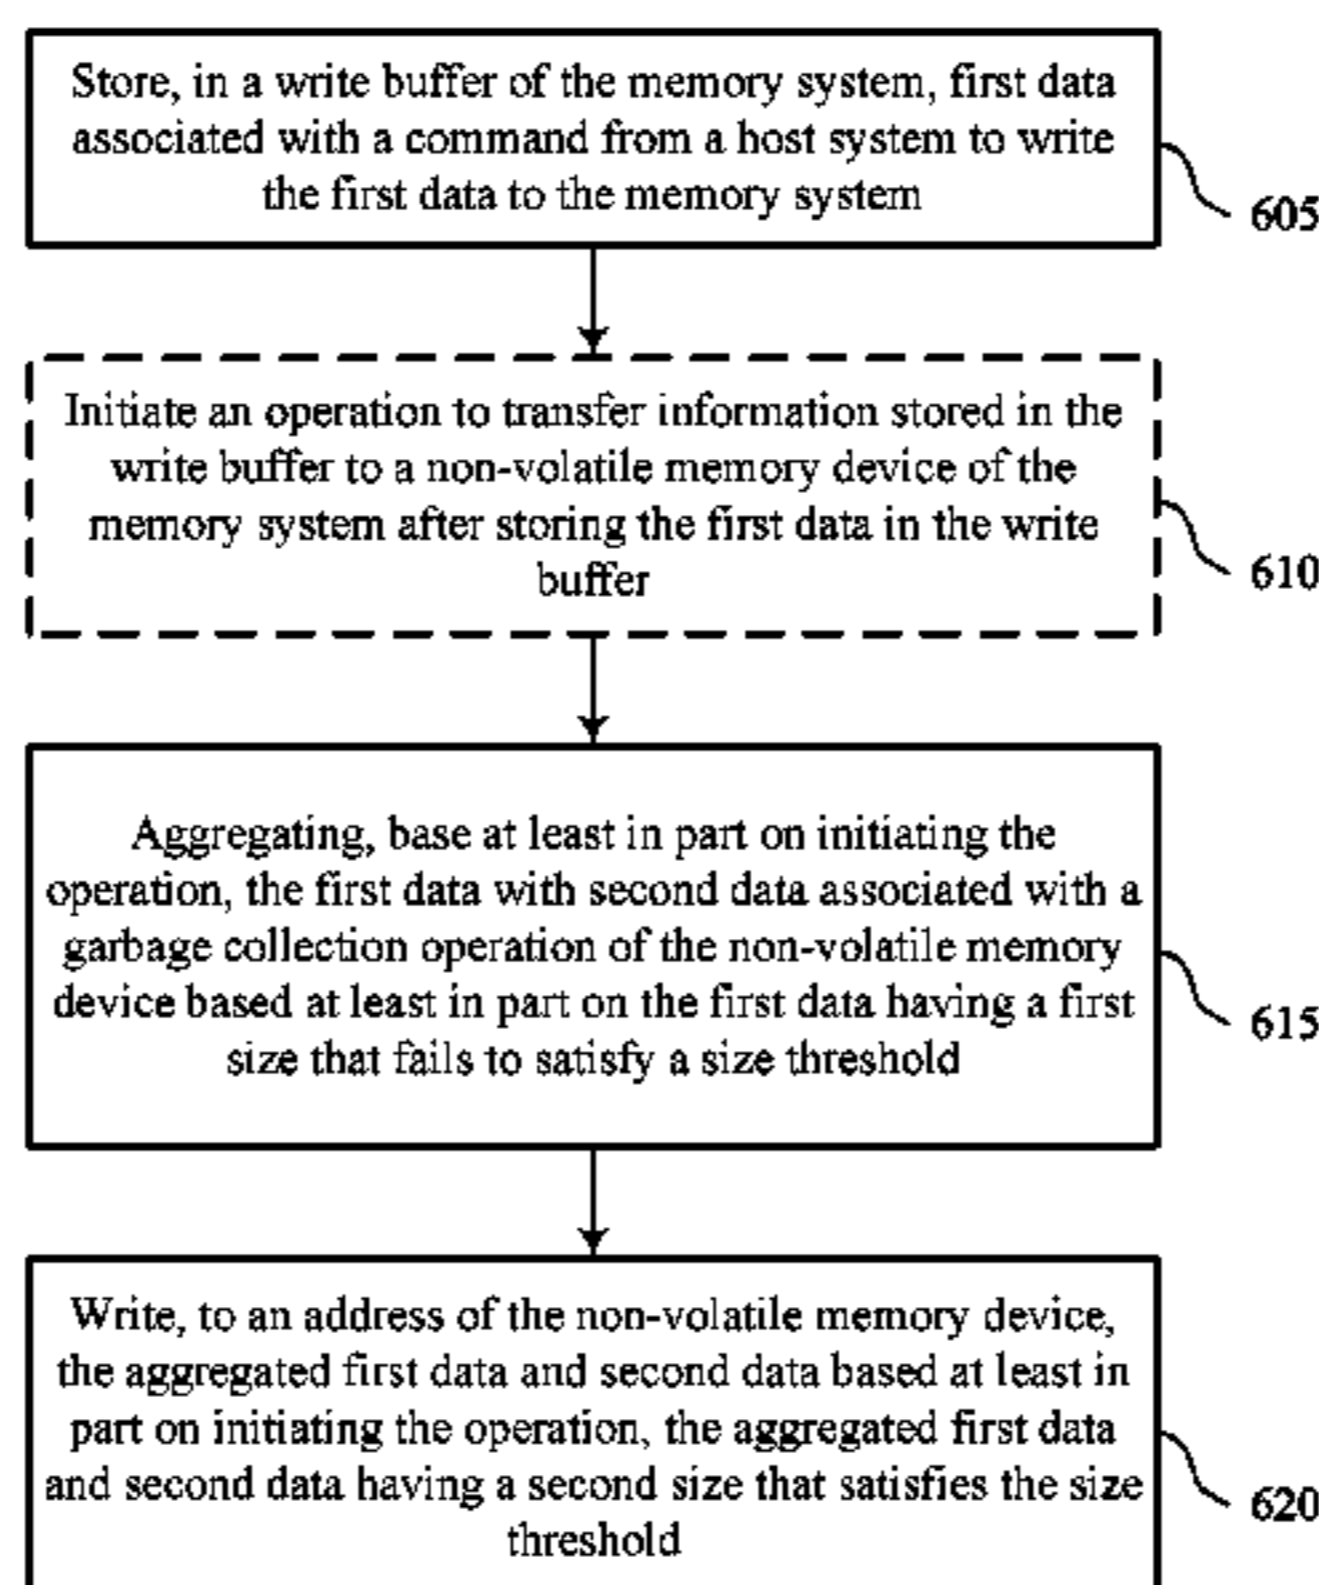 Store, in a write buffer of the memory system, first data
associated with a command from a host system to write
the first data to the memory system
605
Initiate an operation to transfer information stored in the
write buffer to a non-volatile memory device of the
memory system after storing the first data in the write
buffer
610
Aggregating, base at least in part on initiating the
operation, the first data with second data associated with a
garbage collection operation of the non-volatile memory
device based at least in part on the first data having a first
size that fails to satisfy a size threshold
615
Write, to an address of the non-volatile memory device,
the aggregated first data and second data based at least in
part on initiating the operation, the aggregated first data
and second data having a second size that satisfies the size
threshold
620